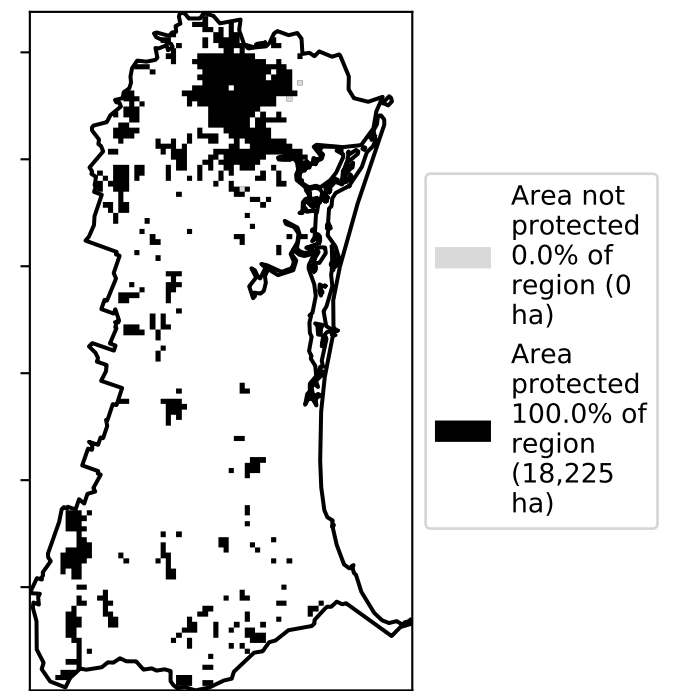 Area not
protected
0.0% of
region (0
ha)
Area
protected
100.0% of
region
(18,225
ha)